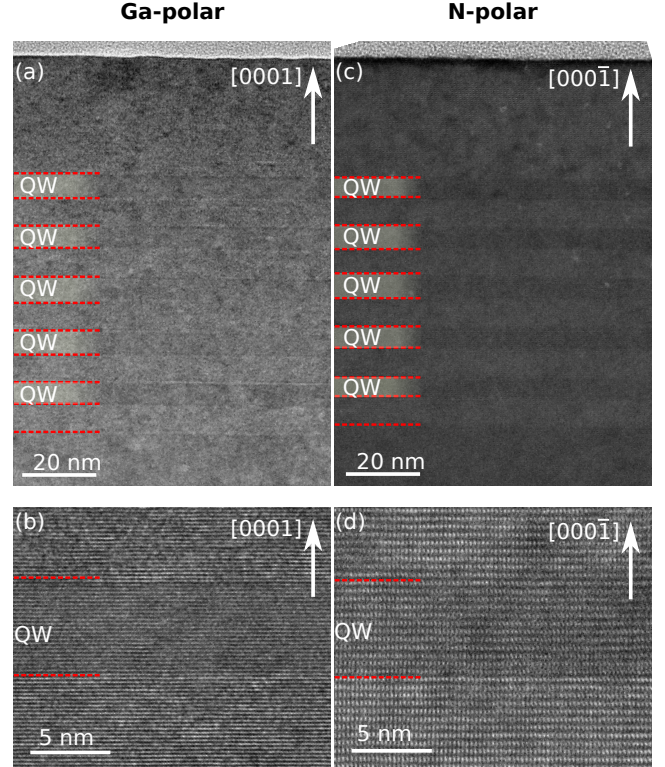 Ga-polar
N-polar
(a)
[0001]
QW
QW
QW
QW
QW
20 nm
(c)
[0001̅]
QW
QW
QW
QW
QW
20 nm
(b)
[0001]
QW
5 nm
(d)
[0001̅]
QW
5 nm